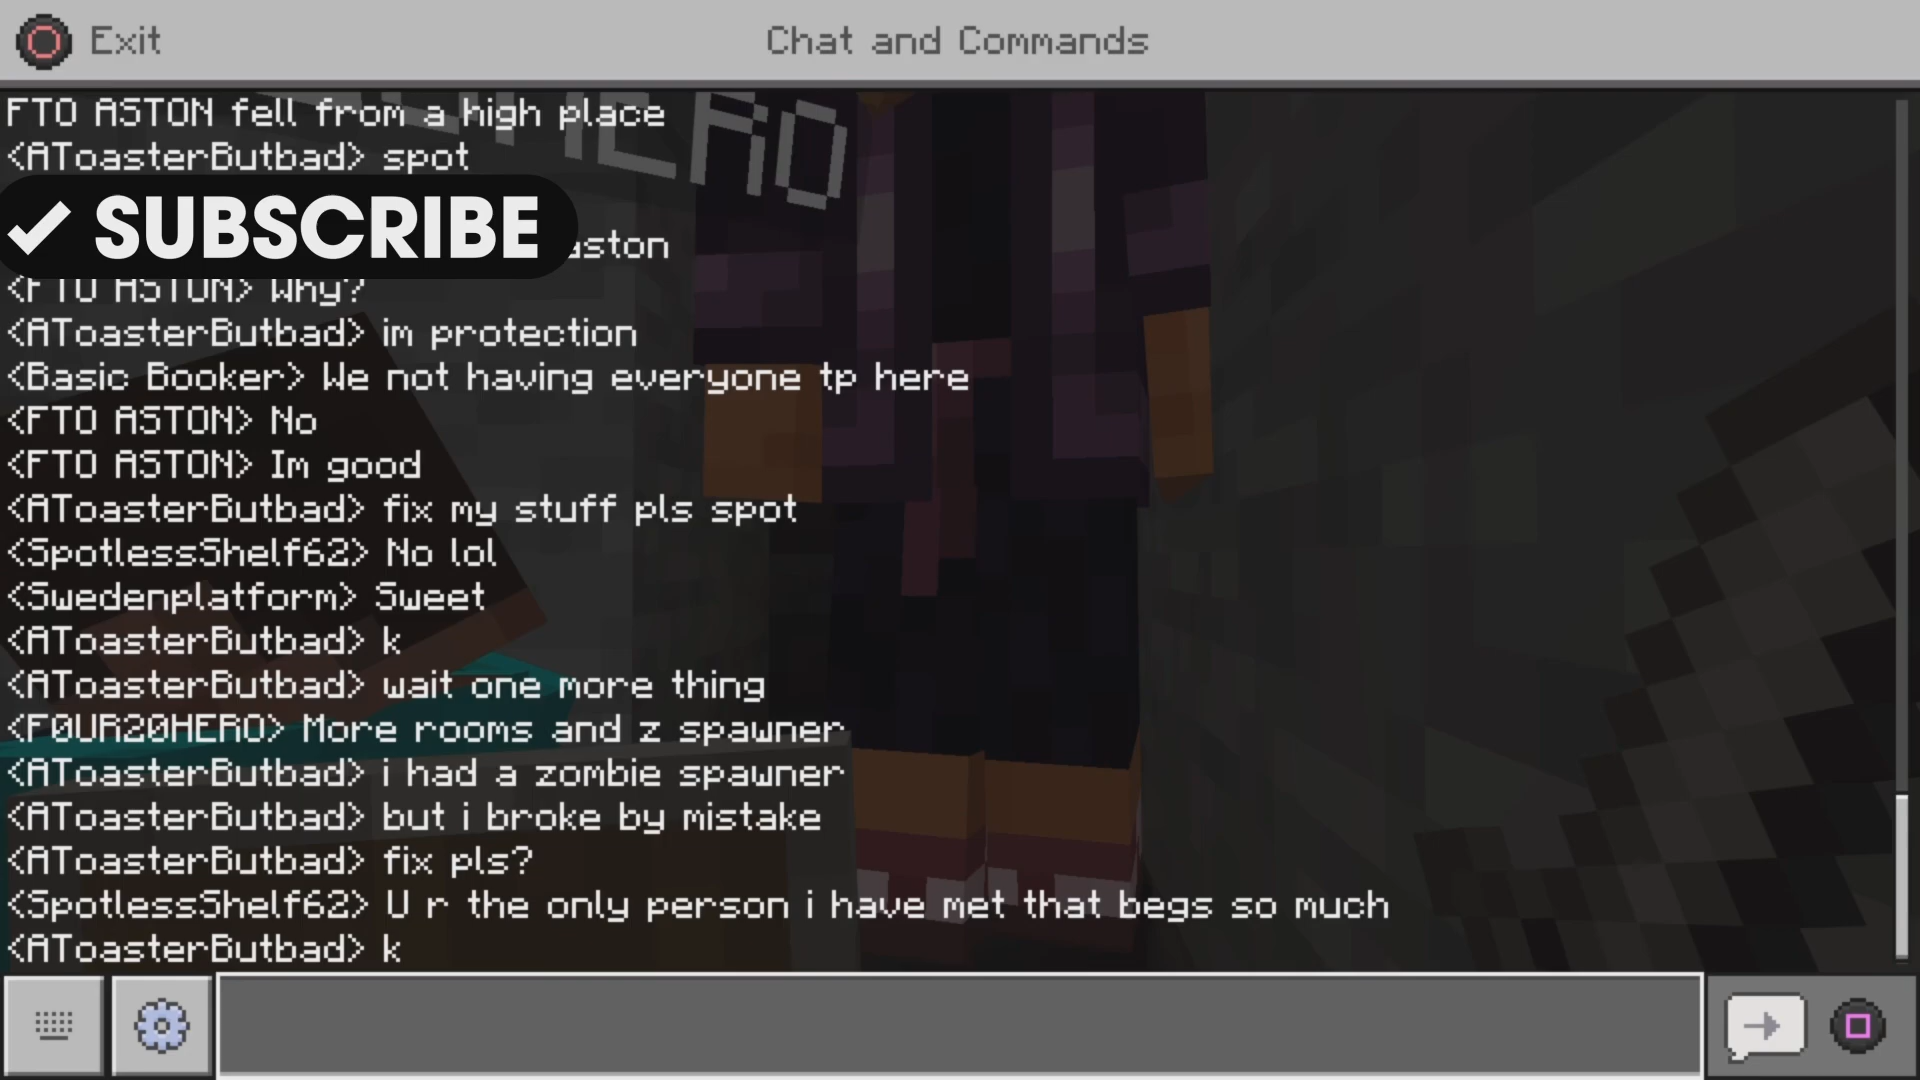 Exit
Chat and Commands
FTO ASTON fell from a high place
<AToasterButbad> spot
SUBSCRIBE
aston
<FTO ASTON> Why?
<AToasterButbad> im protection
<Basic Booker> We not having everyone tp here
<FTO ASTON> No
<FTO ASTON> Im good
<AToasterButbad> fix my stuff pls spot
<SpotlessShelf62> No lol
<Swedenplatform> Sweet
<AToasterButbad> k
<AToasterButbad> wait one more thing
<F0UR20HERO> More rooms and z spawner
<AToasterButbad> i had a zombie spawner
<AToasterButbad> but i broke by mistake
<AToasterButbad> fix pls?
<SpotlessShelf62> U r the only person i have met that begs so much
<AToasterButbad> k